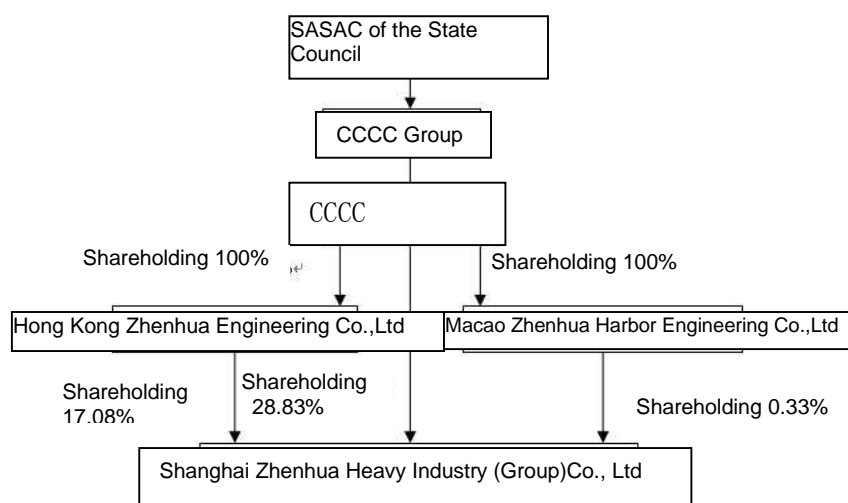 SASAC of the State
Council
CCCC Group
CCCC
Shareholding 100%
Shareholding 100%
Hong Kong Zhenhua Engineering Co.,Ltd
Macao Zhenhua Harbor Engineering Co.,Ltd
Shareholding
17.08%
Shareholding
28.83%
Shareholding 0.33%
Shanghai Zhenhua Heavy Industry (Group)Co., Ltd